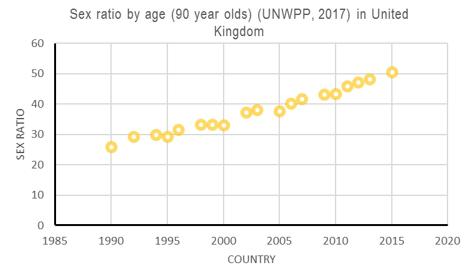 Sex ratio by age (90 year olds) (UNWPP, 2017) in United
Kingdom
60
50
40
30
20
10
0
SEX RATIO
1985 1990 1995 2000 2005 2010 2015 2020
COUNTRY